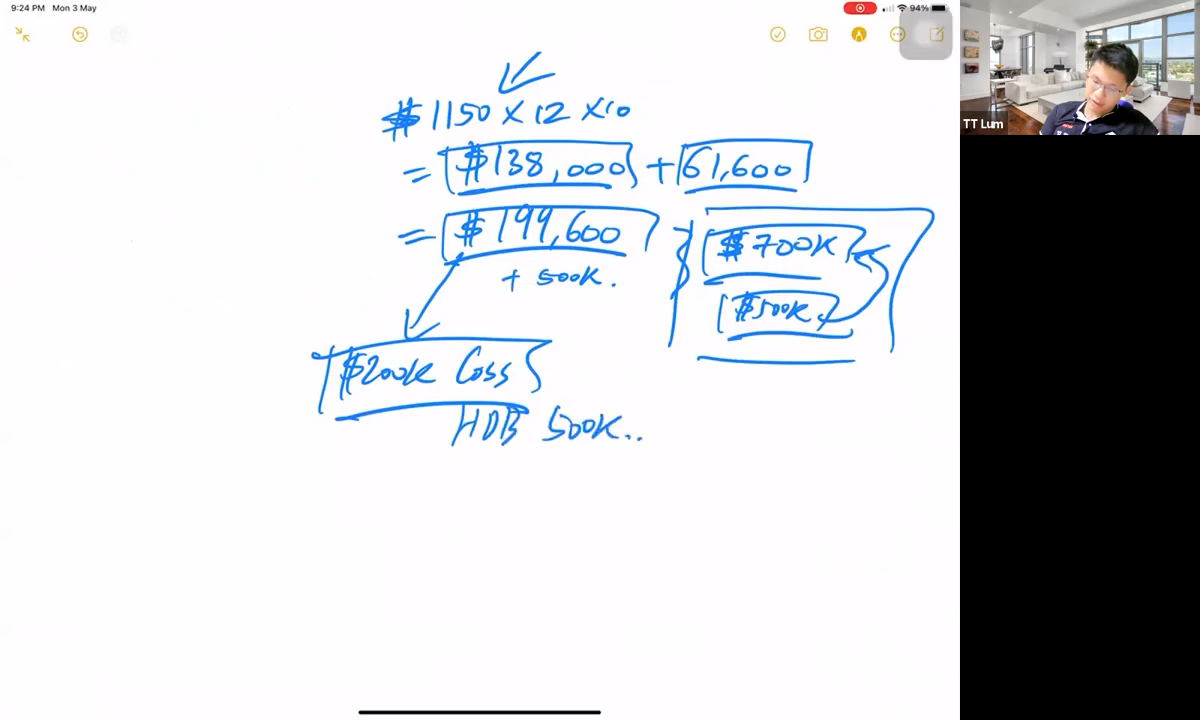 9:24 PM Mon 3 May
94%
TT Lum
$1150 × 12 × 10
= $138,000 + 61,600
= $199,600
+ 500K.
$700K
$500K
$200K Loss
HDB 500K..